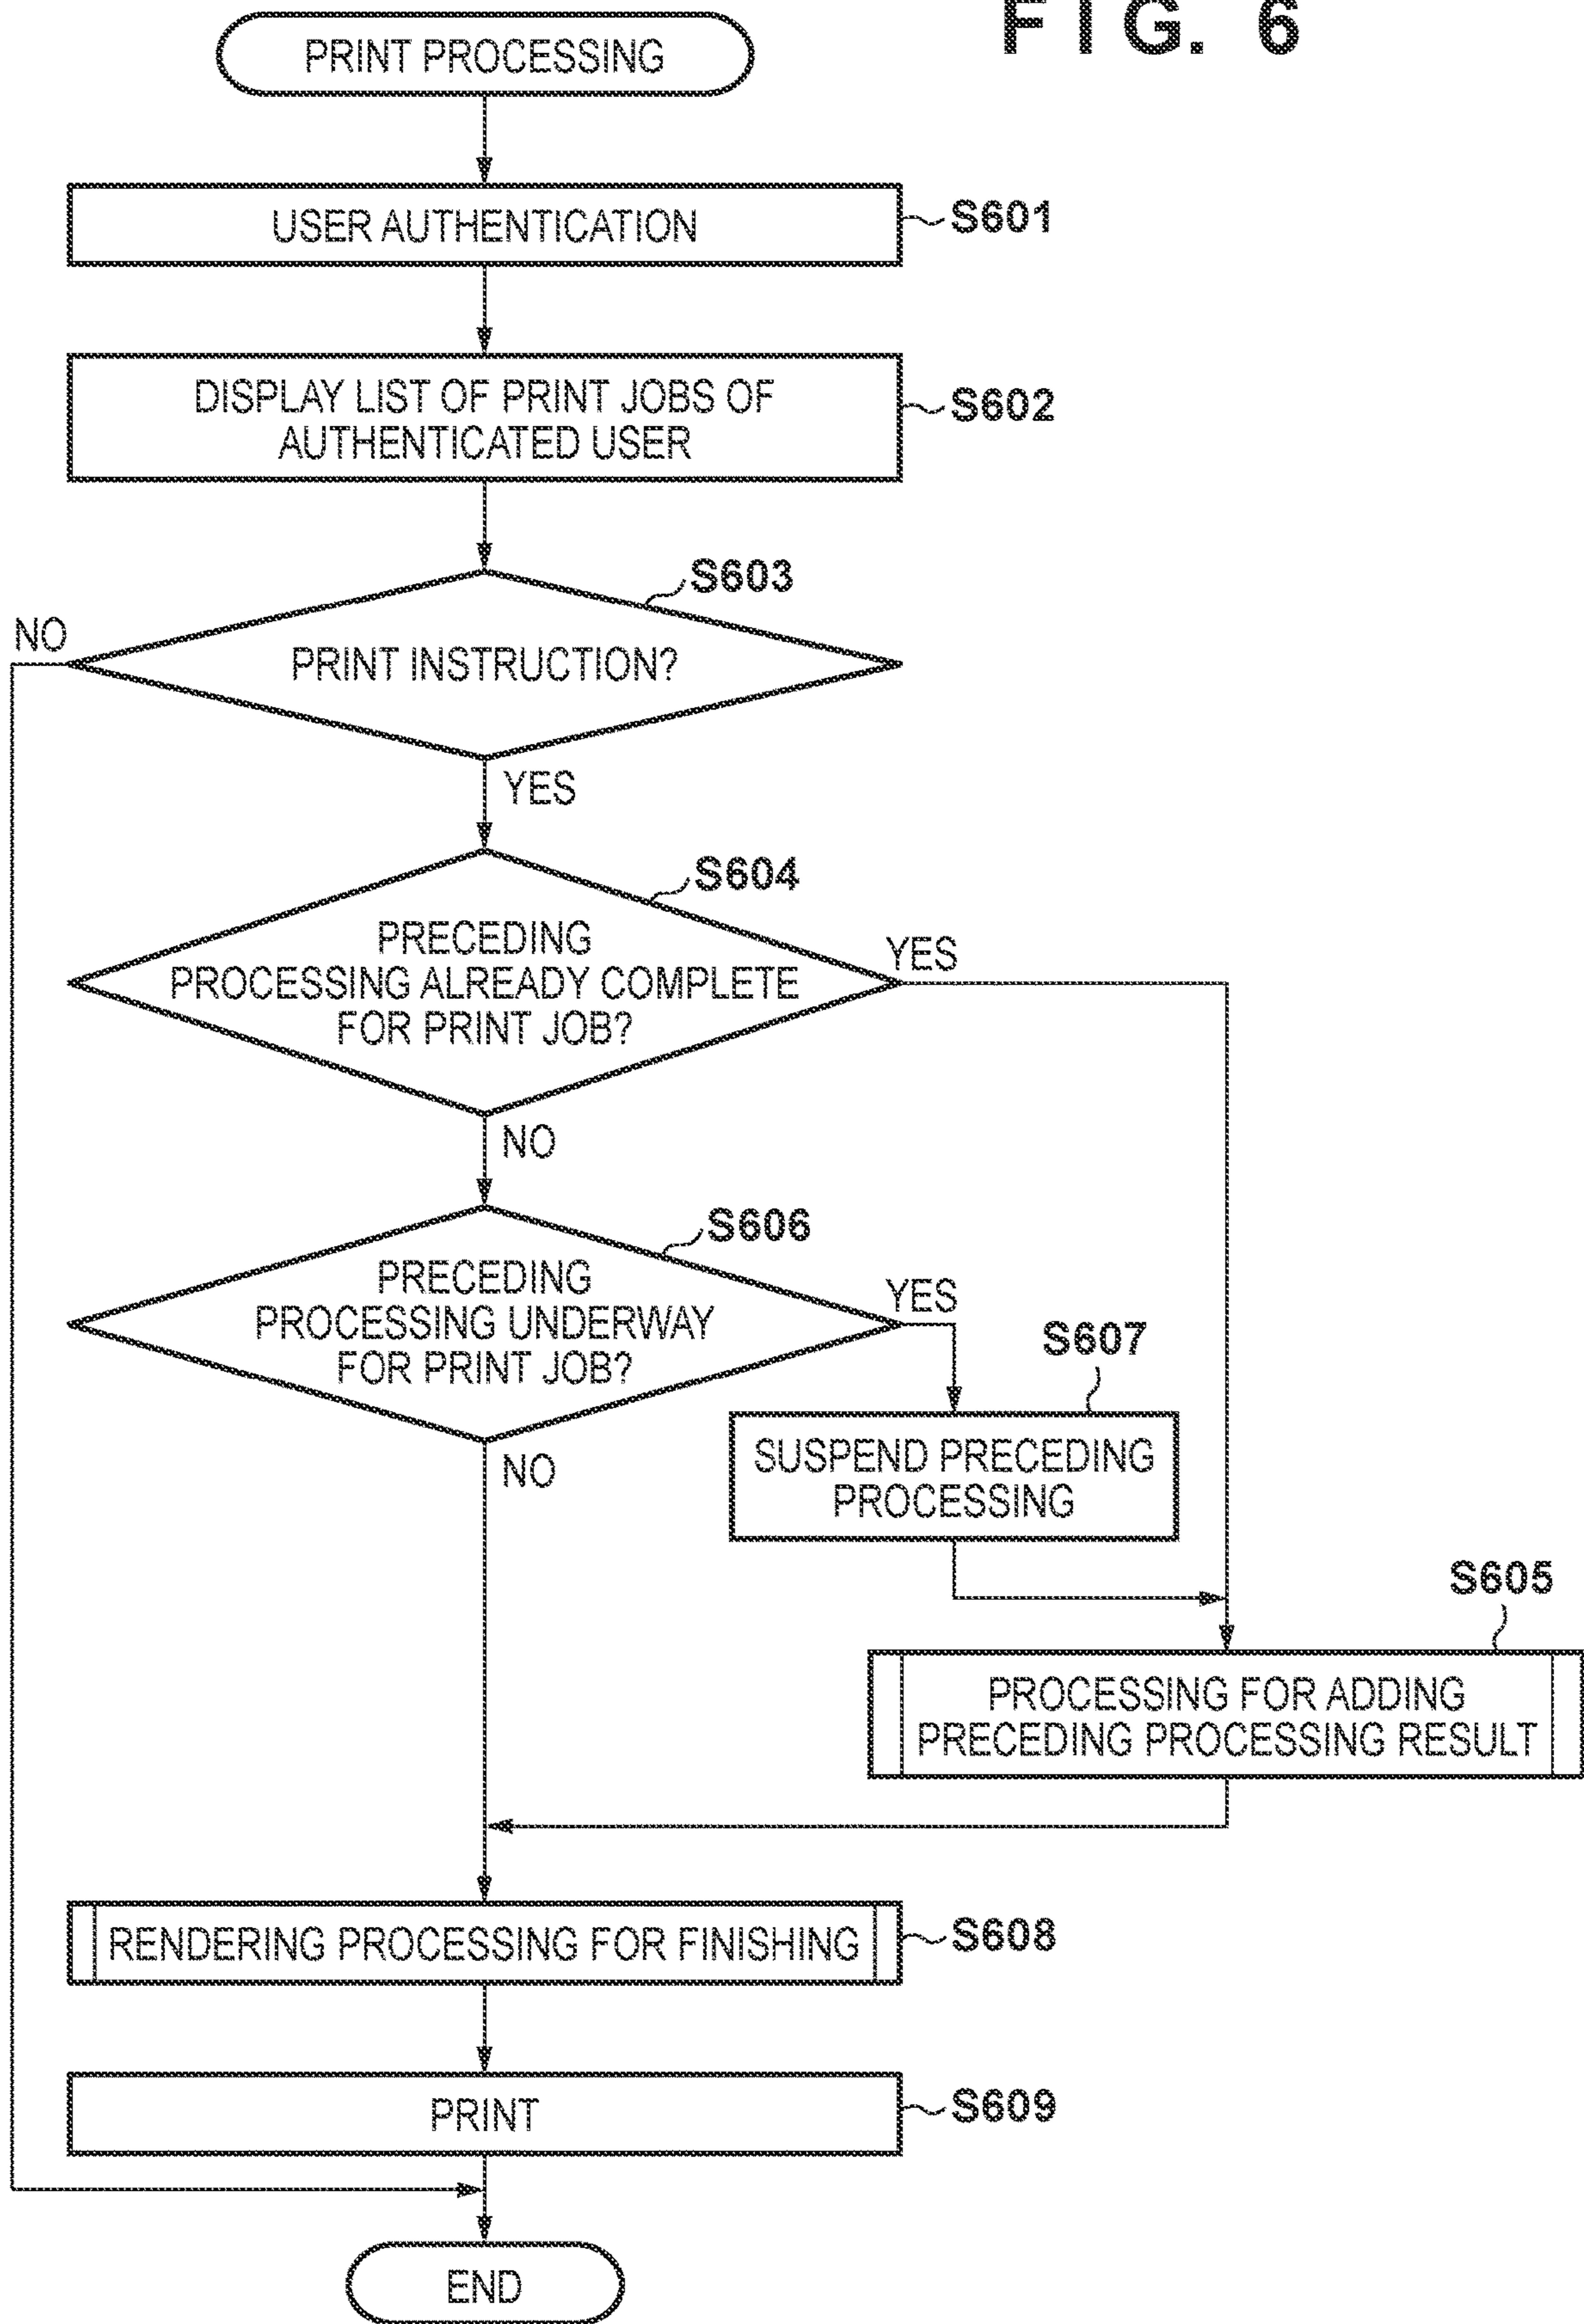 FIG. 6
PRINT PROCESSING
USER AUTHENTICATION
S601
DISPLAY LIST OF PRINT JOBS OF
AUTHENTICATED USER
S602
S603
NO
PRINT INSTRUCTION?
YES
S604
PRECEDING
PROCESSING ALREADY COMPLETE
FOR PRINT JOB?
YES
NO
S606
PRECEDING
PROCESSING UNDERWAY
FOR PRINT JOB?
YES
S607
NO
SUSPEND PRECEDING
PROCESSING
S605
PROCESSING FOR ADDING
PRECEDING PROCESSING RESULT
RENDERING PROCESSING FOR FINISHING
S608
PRINT
S609
END